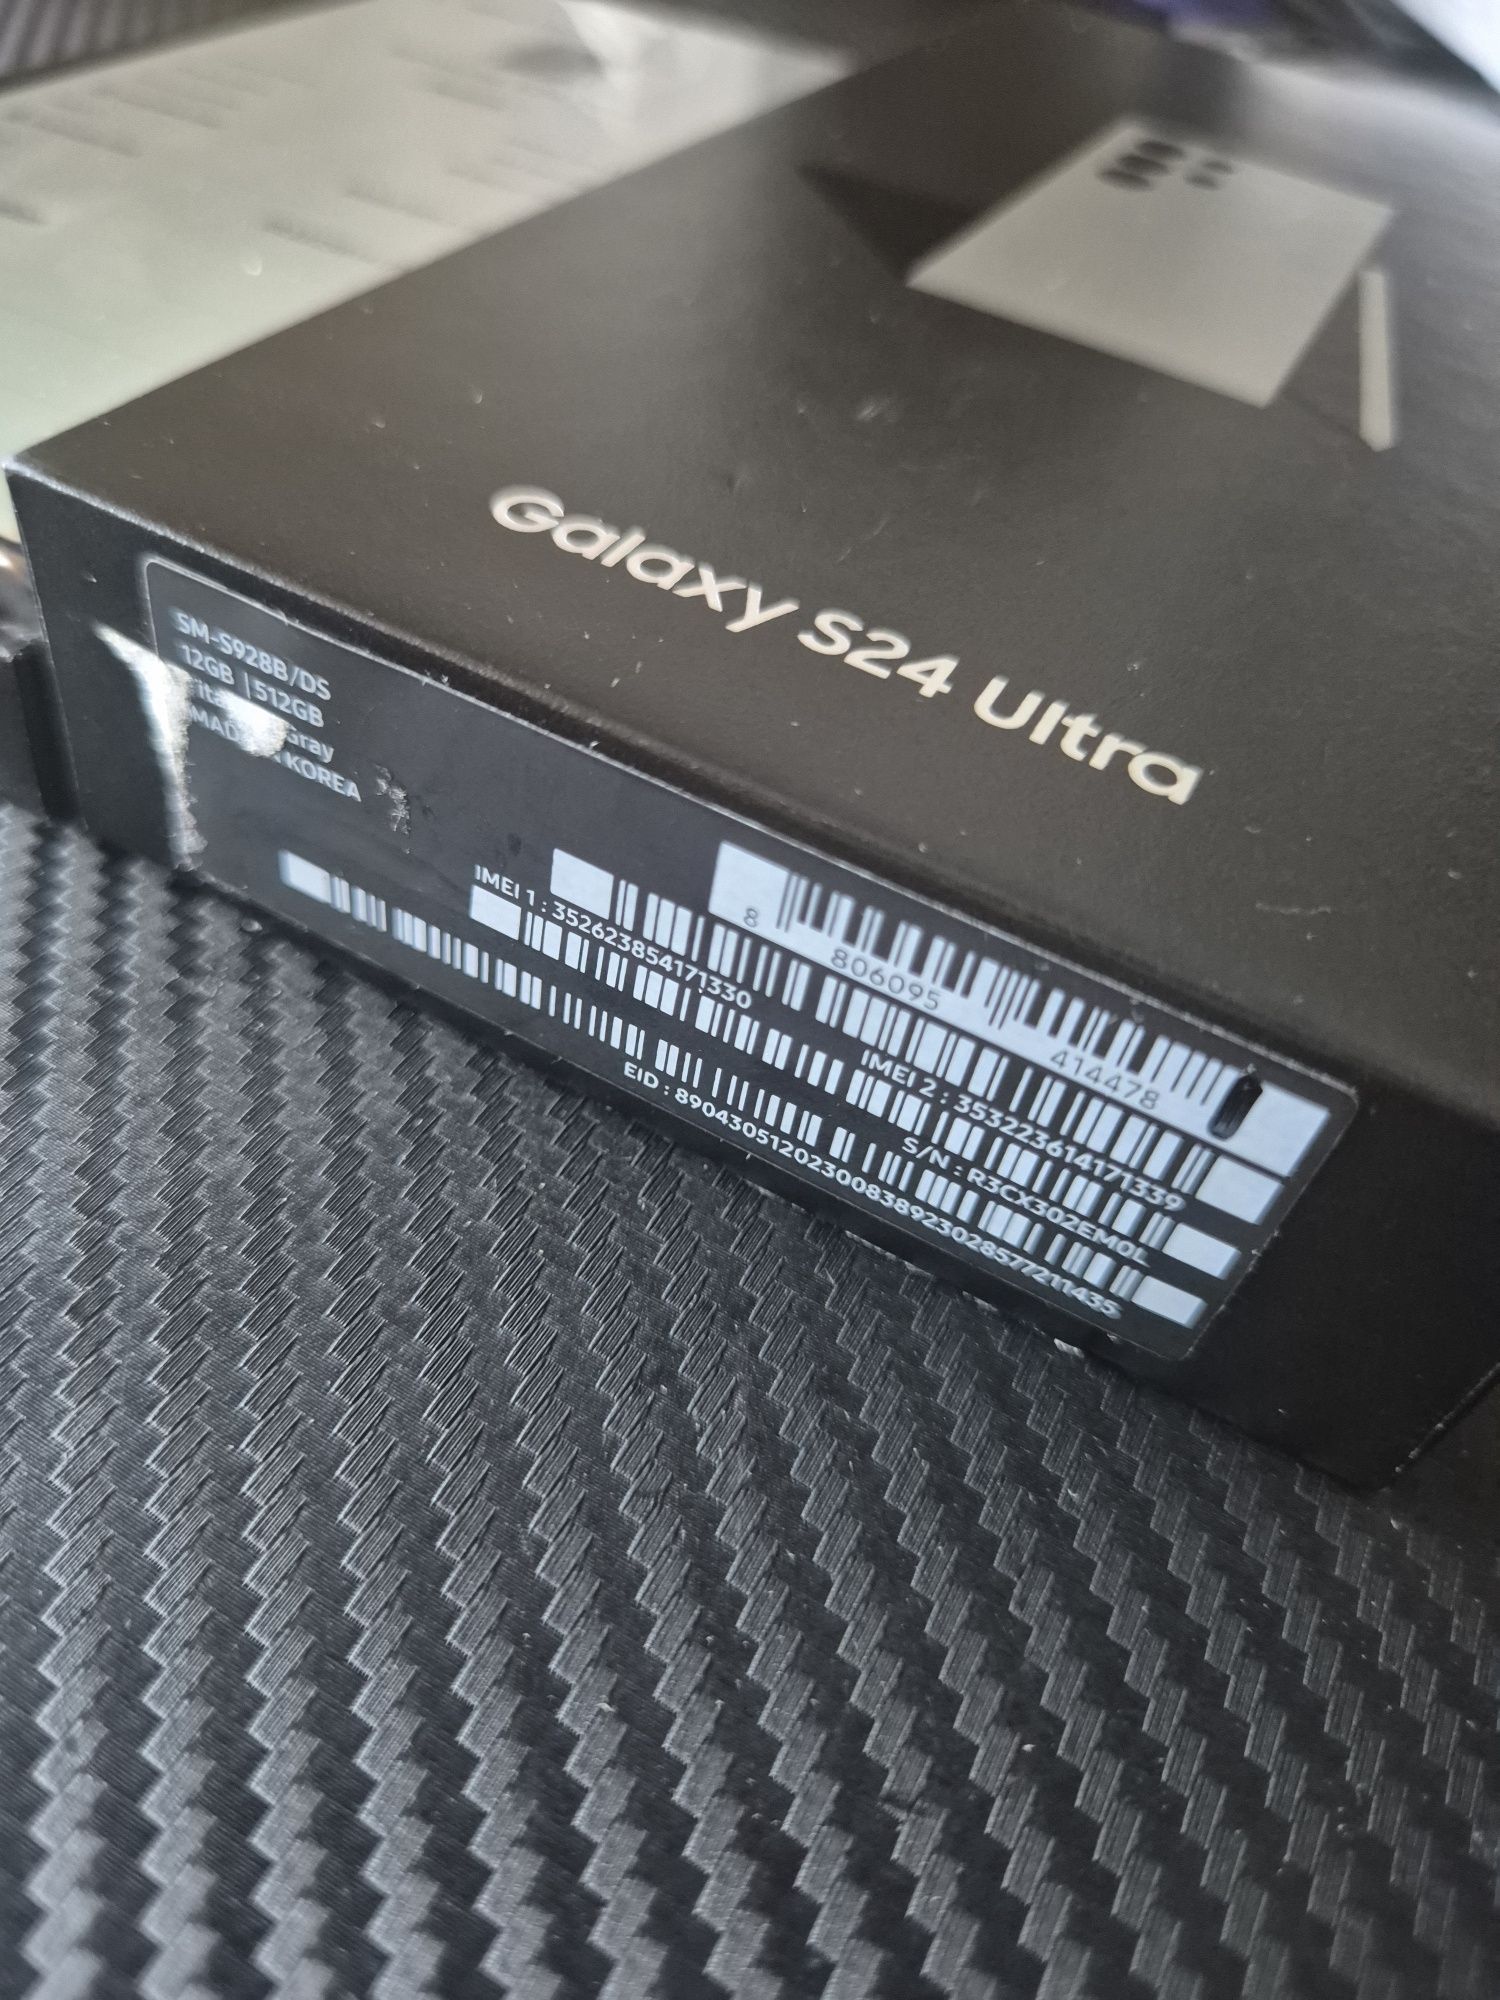 Galaxy S24 Ultra
SM-S928B/DS
12GB | 512GB
Gray
KOREA
8 806095 414478
IMEI 1 : 352623854171330
IMEI 2 : 353223614171339
S/N : R3CX302EM0L
EID : 89043051202300838923028577211435